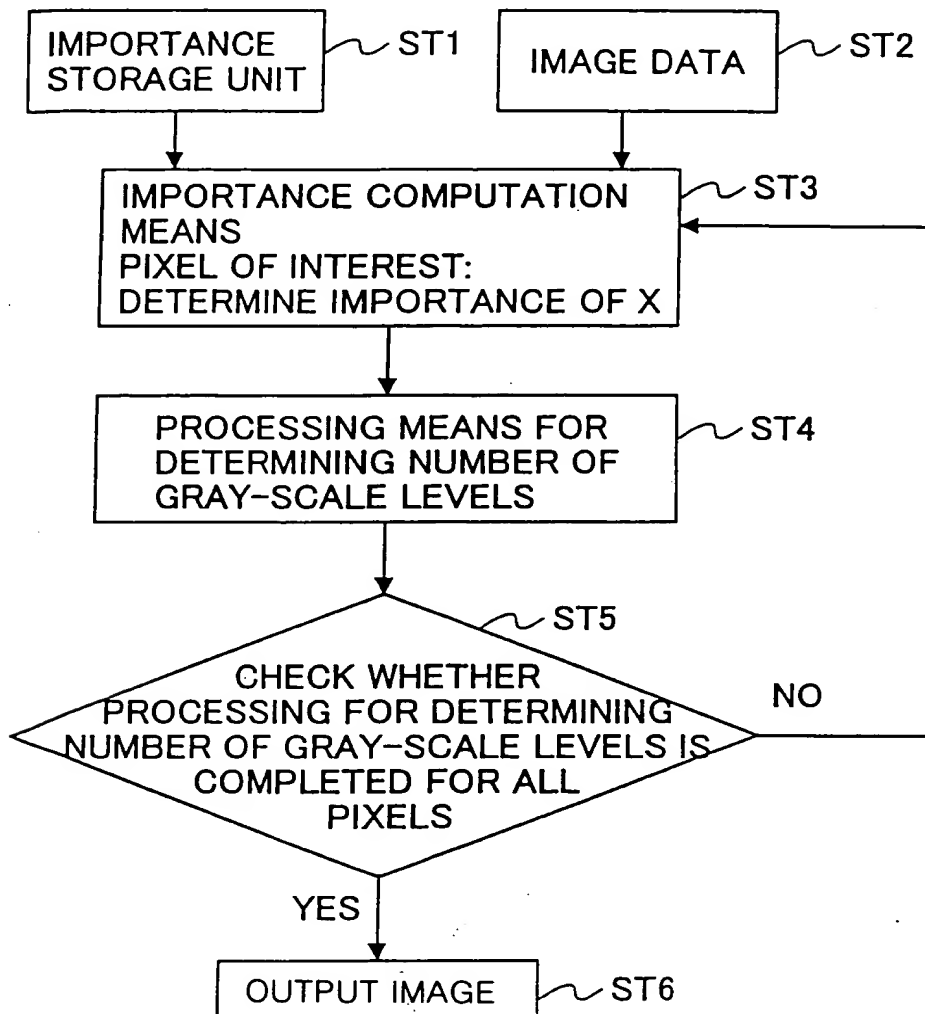 IMPORTANCE
STORAGE UNIT
ST1
IMAGE DATA
ST2
IMPORTANCE COMPUTATION
MEANS
PIXEL OF INTEREST:
DETERMINE IMPORTANCE OF X
ST3
PROCESSING MEANS FOR
DETERMINING NUMBER OF
GRAY-SCALE LEVELS
ST4
ST5
CHECK WHETHER
PROCESSING FOR DETERMINING
NUMBER OF GRAY-SCALE LEVELS IS
COMPLETED FOR ALL
PIXELS
NO
YES
OUTPUT IMAGE
ST6